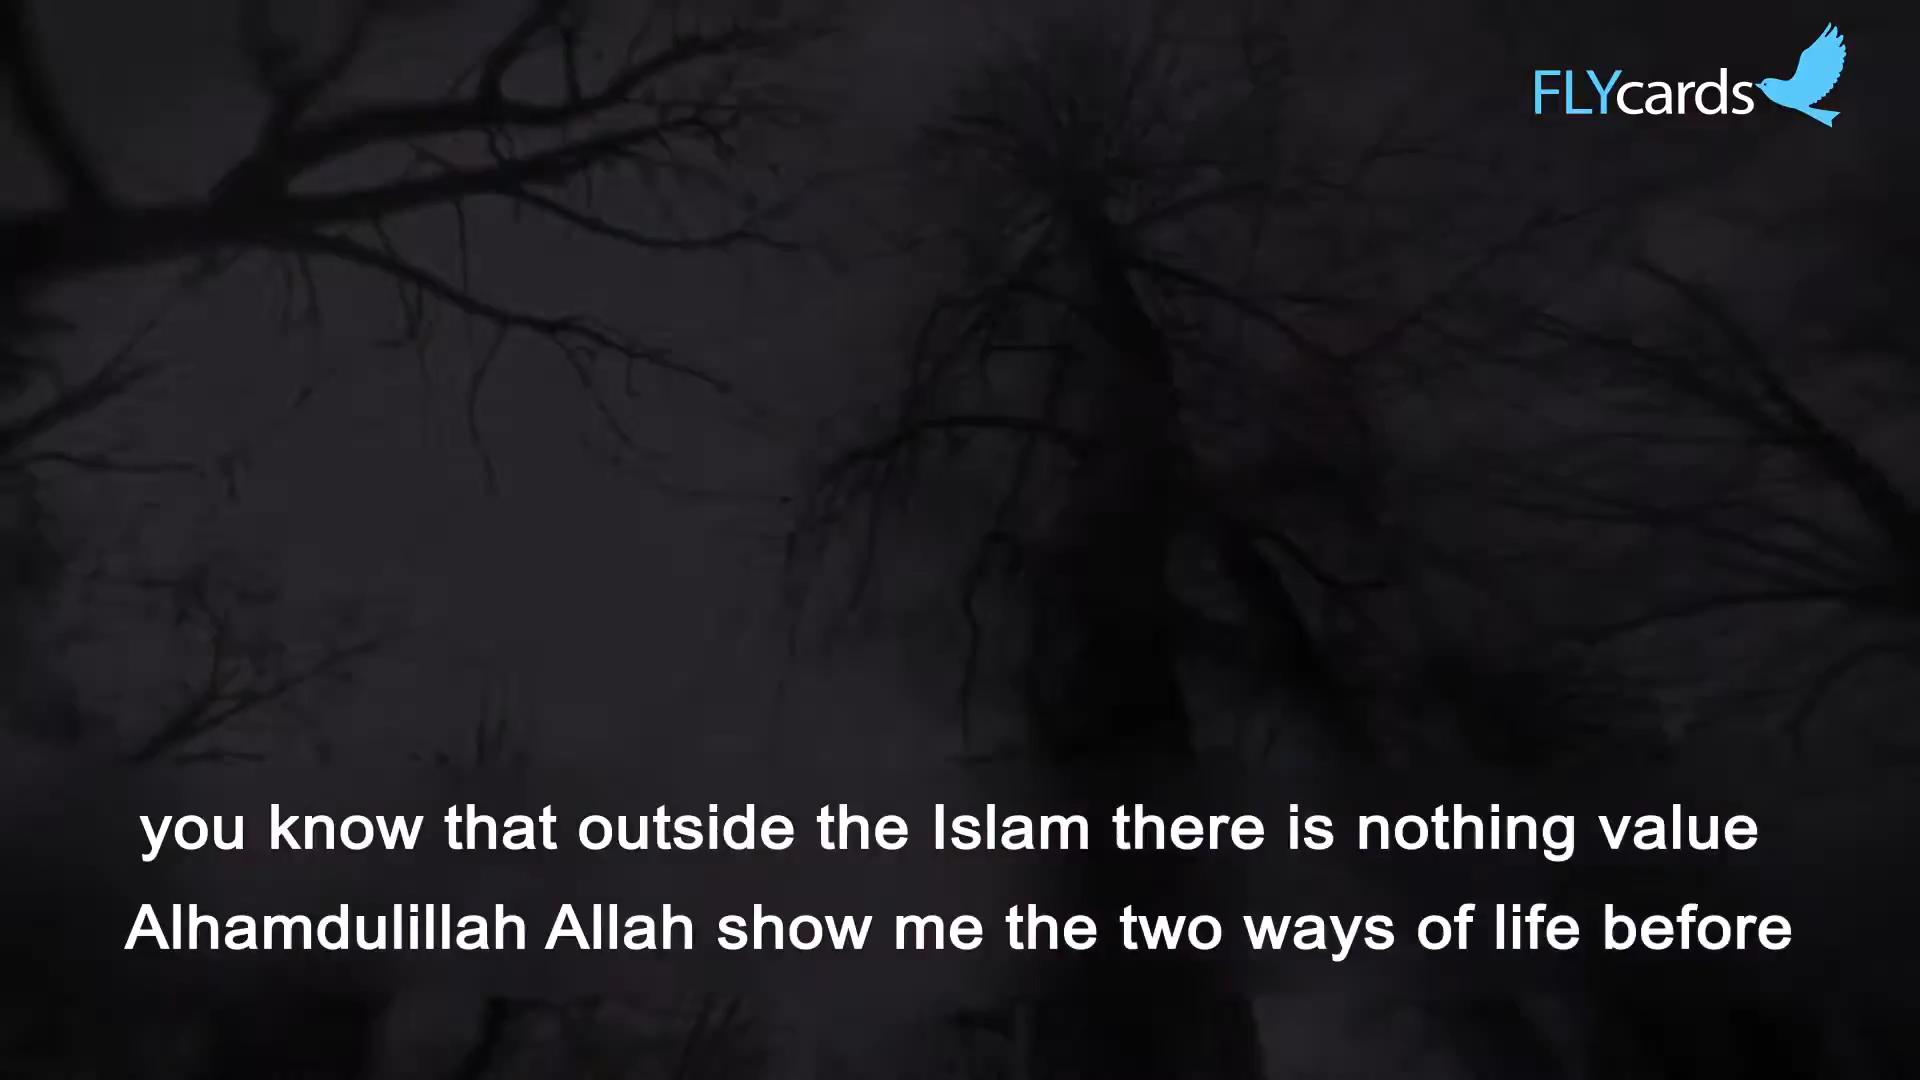 FLYcards
you know that outside the Islam there is nothing value
Alhamdulillah Allah show me the two ways of life before